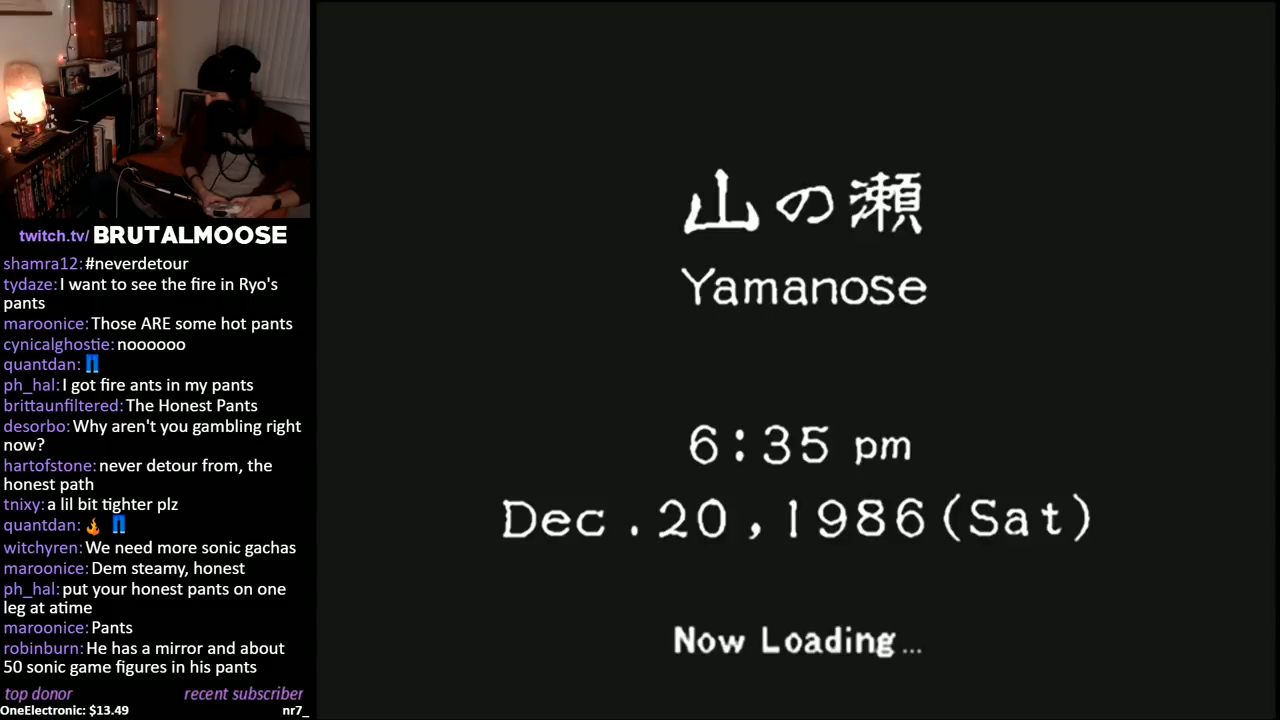 twitch.tv/ BRUTALMOOSE
shamra12: #neverdetour
tydaze: I want to see the fire in Ryo's
pants
maroonice: Those ARE some hot pants
cynicalghostie: noooooo
quantdan: 👖
ph_hal: I got fire ants in my pants
brittaunfiltered: The Honest Pants
desorbo: Why aren't you gambling right
now?
hartofstone: never detour from, the
honest path
tnixy: a lil bit tighter plz
quantdan: 🔥 👖
witchyren: We need more sonic gachas
maroonice: Dem steamy, honest
ph_hal: put your honest pants on one
leg at atime
maroonice: Pants
robinburn: He has a mirror and about
50 sonic game figures in his pants
top donor recent subscriber
OneElectronic: $13.49 nr7_
山の瀬
Yamanose
6:35 pm
Dec.20,1986(Sat)
Now Loading...